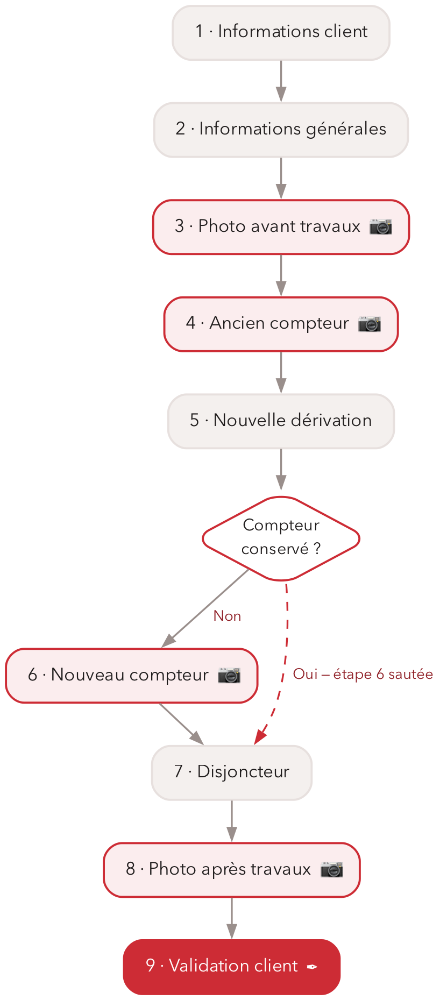 1 · Informations client
2 · Informations générales
3 · Photo avant travaux 📷
4 · Ancien compteur 📷
5 · Nouvelle dérivation
Compteur
conservé ?
Non
6 · Nouveau compteur 📷
Oui – étape 6 sautée
7 · Disjoncteur
8 · Photo après travaux 📷
9 · Validation client ✒